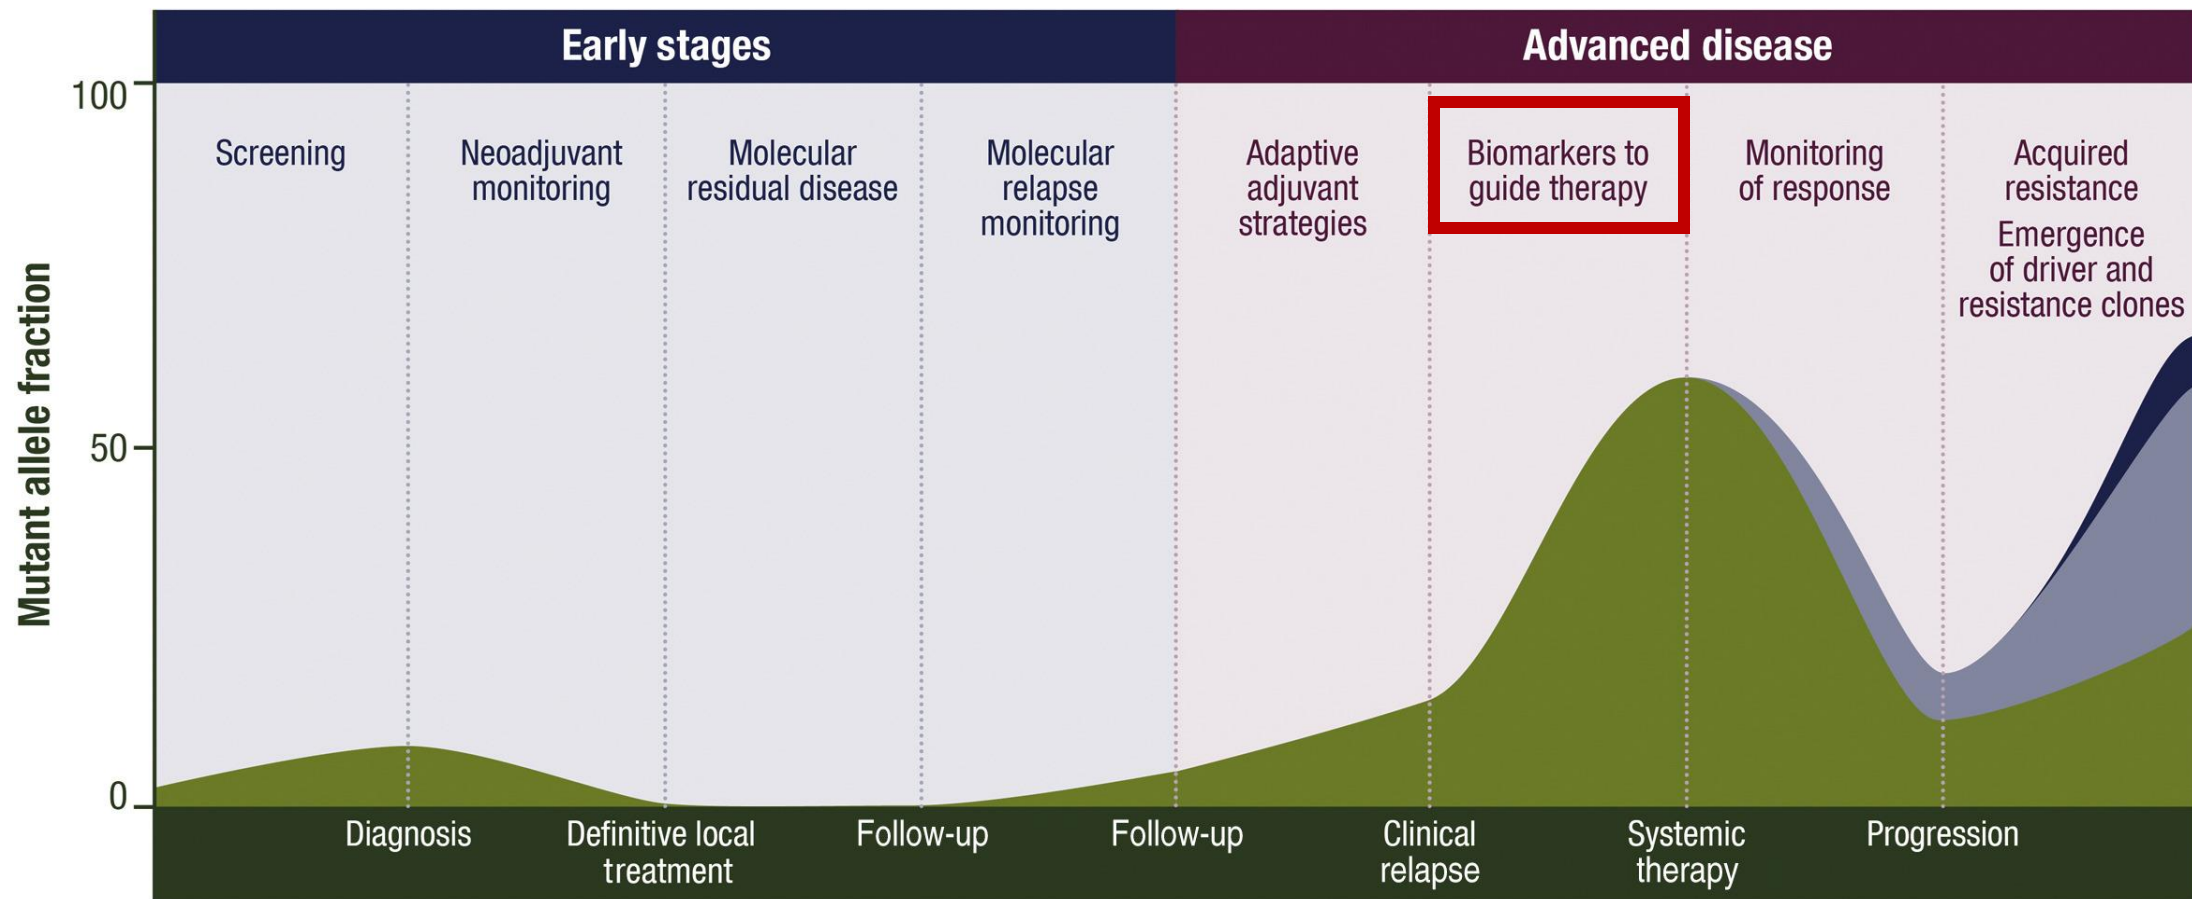 Early stages
Advanced disease
100
50
0
Mutant allele fraction
Screening
Neoadjuvant
monitoring
Molecular
residual disease
Molecular
relapse
monitoring
Adaptive
adjuvant
strategies
Biomarkers to
guide therapy
Monitoring
of response
Acquired
resistance
Emergence
of driver and
resistance clones
Diagnosis
Definitive local
treatment
Follow-up
Follow-up
Clinical
relapse
Systemic
therapy
Progression